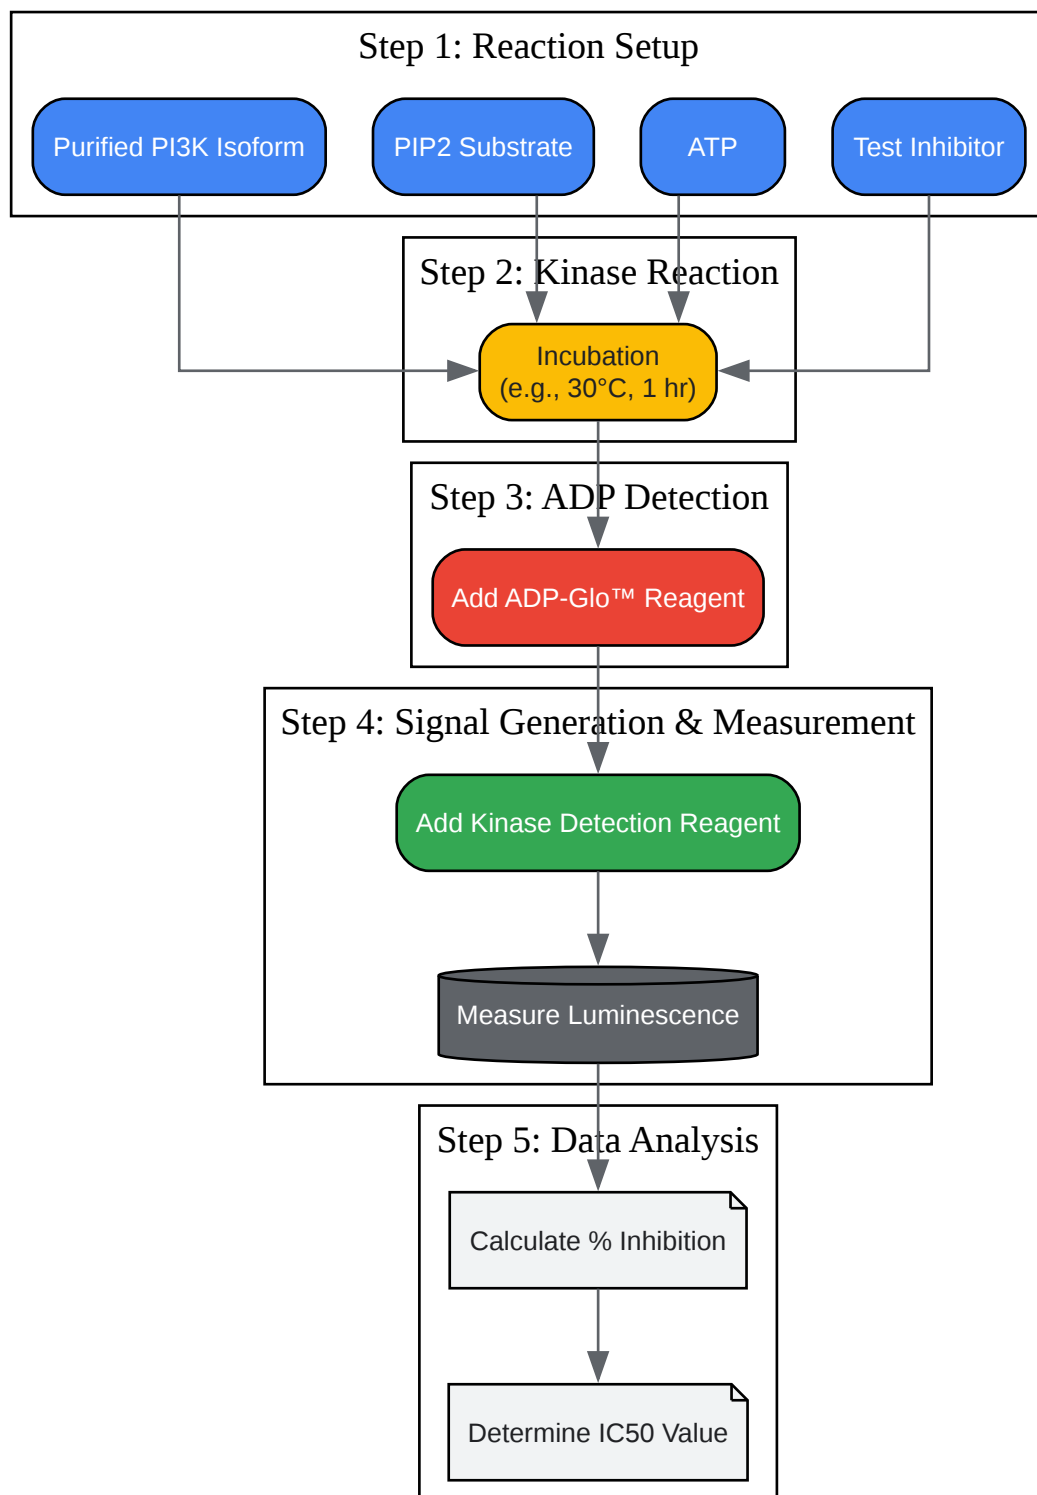 Step 1: Reaction Setup
Purified PI3K Isoform
PIP2 Substrate
ATP
Test Inhibitor
Step 2: Kinase Reaction
Incubation
(e.g., 30°C, 1 hr)
Step 3: ADP Detection
Add ADP-Glo™ Reagent
Step 4: Signal Generation & Measurement
Add Kinase Detection Reagent
Measure Luminescence
Step 5: Data Analysis
Calculate % Inhibition
Determine IC50 Value